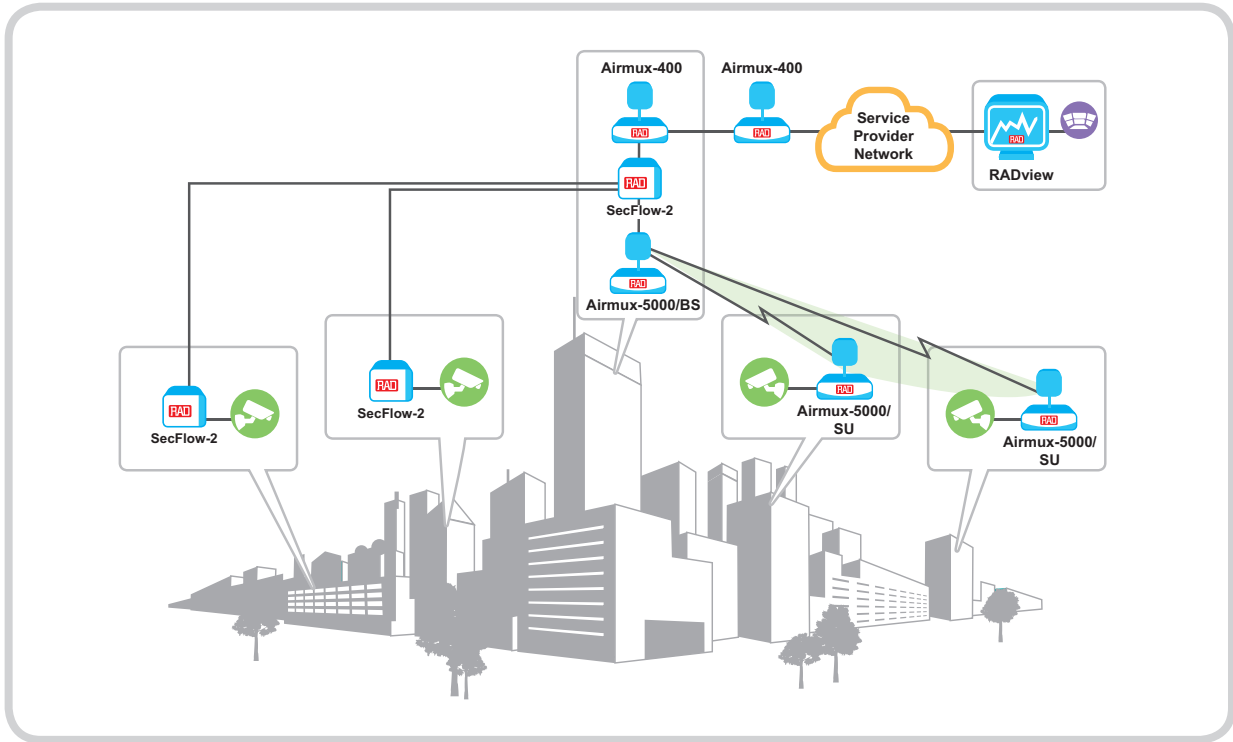 Airmux-400
Airmux-400
RAD
RAD
Service
Provider
Network
RAD
RADview
RAD
SecFlow-2
RAD
Airmux-5000/BS
RAD
SecFlow-2
RAD
SecFlow-2
RAD
Airmux-5000/
SU
RAD
Airmux-5000/
SU